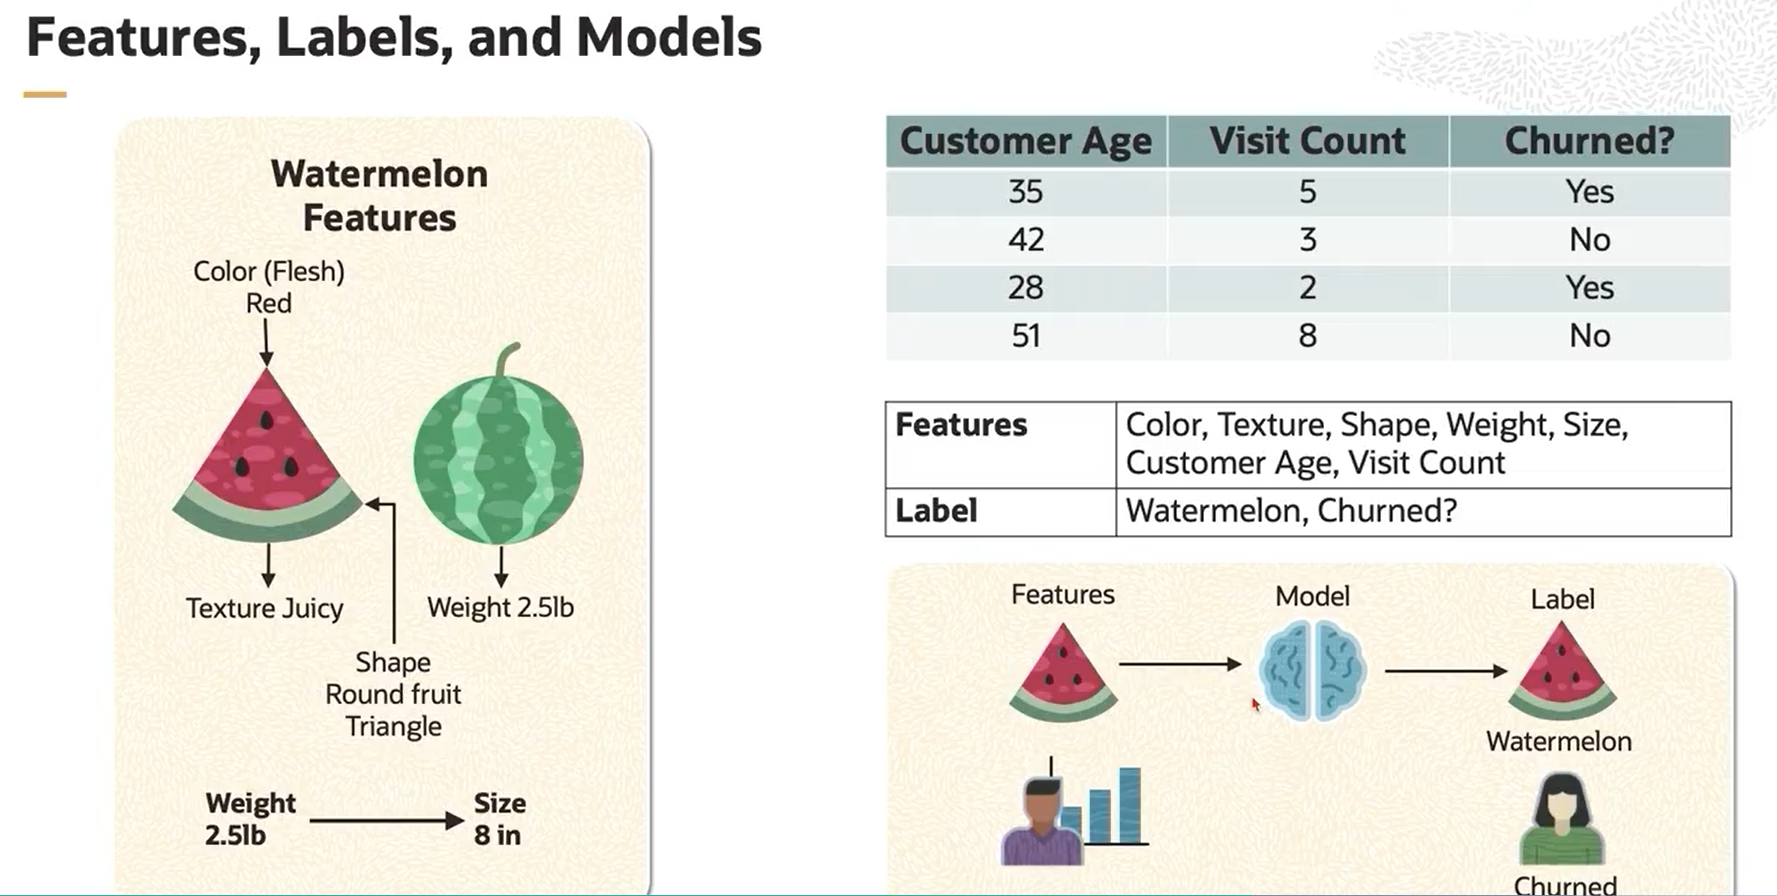 Features, Labels, and Models
Watermelon
Features
Color (Flesh)
Red
Texture Juicy
Weight 2.5lb
Shape
Round fruit
Triangle
Weight
2.5lb
Size
8 in
Customer Age Visit Count Churned?
35 5 Yes
42 3 No
28 2 Yes
51 8 No
Features Color, Texture, Shape, Weight, Size,
Customer Age, Visit Count
Label Watermelon, Churned?
Features Model Label
Watermelon
Churned